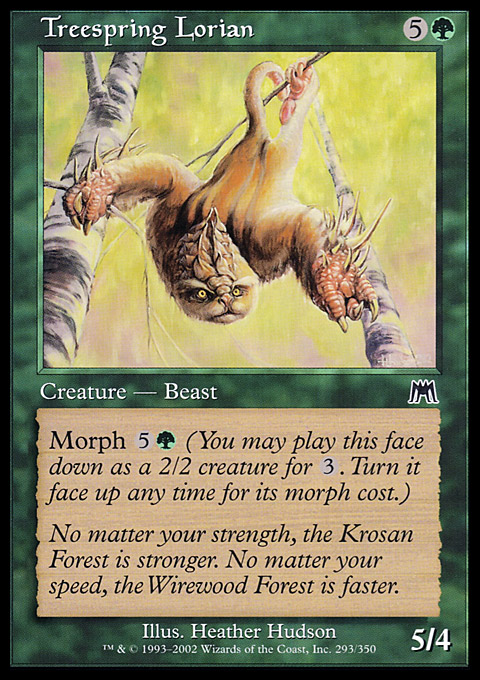 Treespring Lorian 5
Creature — Beast
Morph 5 (You may play this face
down as a 2/2 creature for 3. Turn it
face up any time for its morph cost.)
No matter your strength, the Krosan
Forest is stronger. No matter your
speed, the Wirewood Forest is faster.
Illus. Heather Hudson
™ & © 1993–2002 Wizards of the Coast, Inc. 293/350
5/4